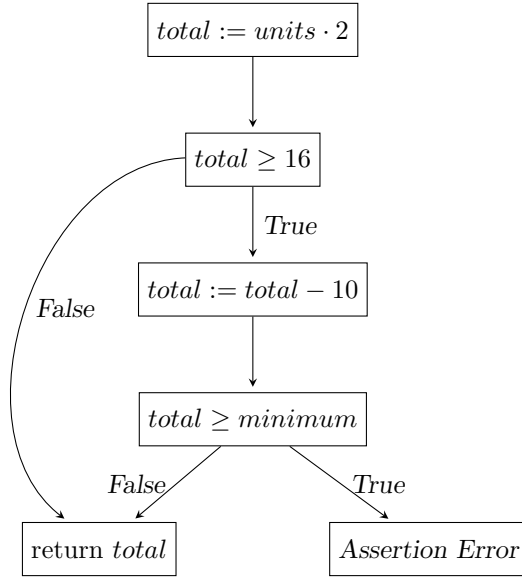 total := units · 2
total ≥ 16
True
total := total − 10
False
total ≥ minimum
False
True
return total
Assertion Error